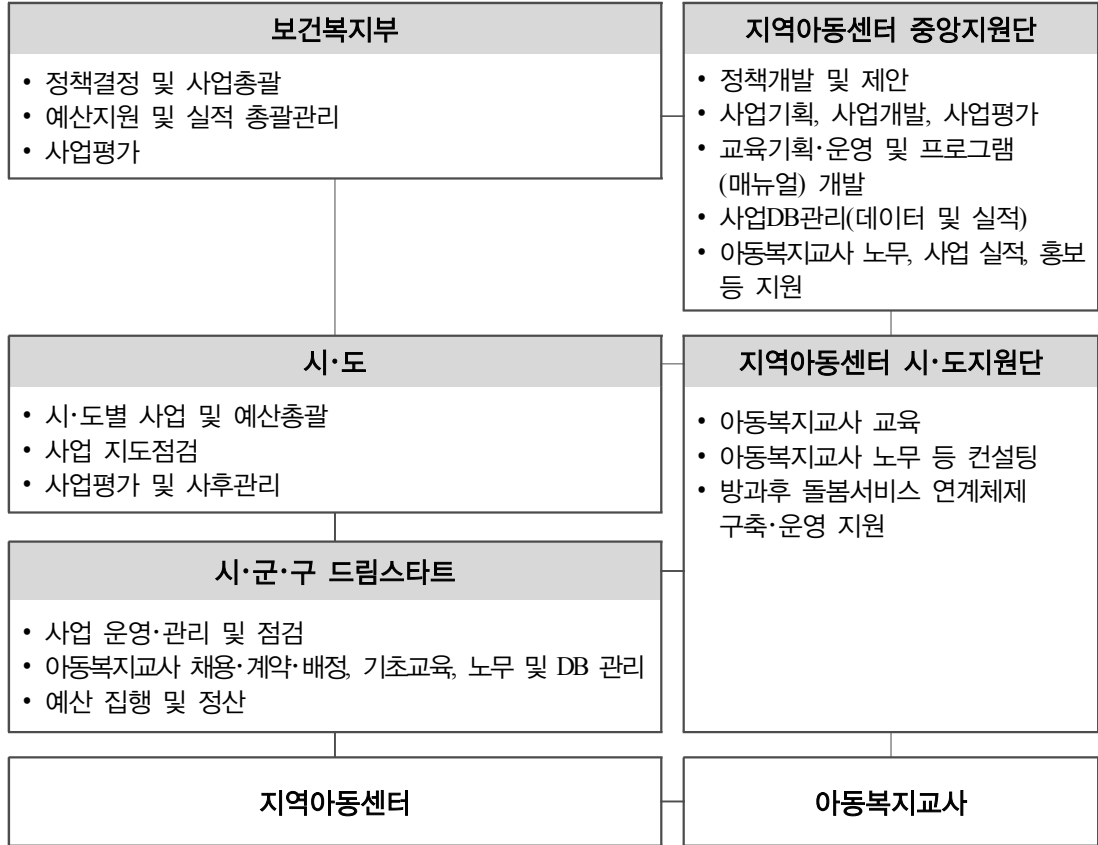 보건복지부
• 정책결정 및 사업총괄
• 예산지원 및 실적 총괄관리
• 사업평가
지역아동센터 중앙지원단
• 정책개발 및 제안
• 사업기획, 사업개발, 사업평가
• 교육기획·운영 및 프로그램
(매뉴얼) 개발
• 사업DB관리(데이터 및 실적)
• 아동복지교사 노무, 사업 실적, 홍보
등 지원
시·도
• 시·도별 사업 및 예산총괄
• 사업 지도점검
• 사업평가 및 사후관리
지역아동센터 시·도지원단
• 아동복지교사 교육
• 아동복지교사 노무 등 컨설팅
• 방과후 돌봄서비스 연계체제
구축·운영 지원
시·군·구 드림스타트
• 사업 운영·관리 및 점검
• 아동복지교사 채용·계약·배정, 기초교육, 노무 및 DB 관리
• 예산 집행 및 정산
지역아동센터
아동복지교사